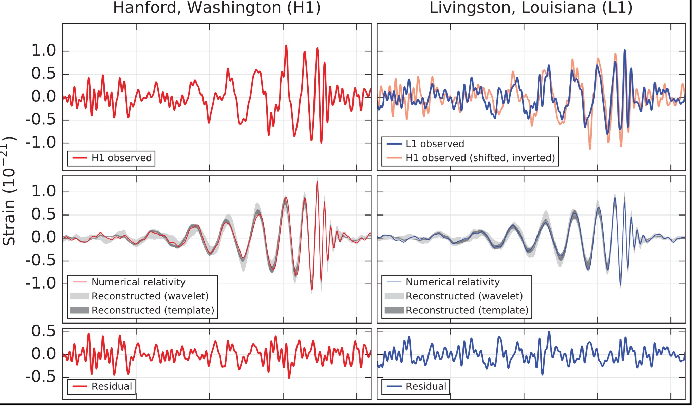 Hanford, Washington (H1)
Livingston, Louisiana (L1)
Strain (10⁻²¹)
1.0
0.5
0.0
-0.5
-1.0
H1 observed
L1 observed
H1 observed (shifted, inverted)
1.0
0.5
0.0
-0.5
-1.0
Numerical relativity
Reconstructed (wavelet)
Reconstructed (template)
Numerical relativity
Reconstructed (wavelet)
Reconstructed (template)
0.5
0.0
-0.5
Residual
Residual